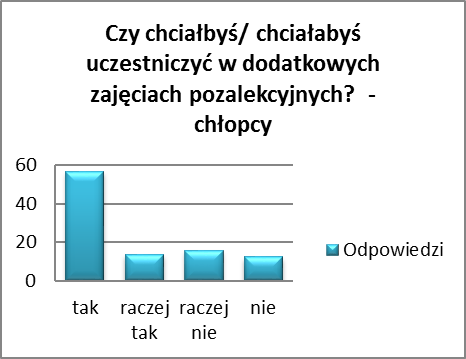 Czy chciałbyś/ chciałabyś
uczestniczyć w dodatkowych
zajęciach pozalekcyjnych?  -
chłopcy
60
40
20
0
tak
raczej
tak
raczej
nie
nie
Odpowiedzi